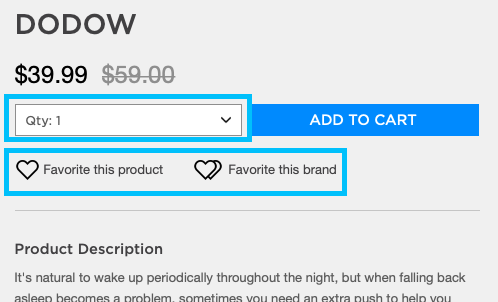 DODOW
$39.99 $59.00
Qty: 1
ADD TO CART
Favorite this product Favorite this brand
Product Description
It's natural to wake up periodically throughout the night, but when falling back
asleep becomes a problem, sometimes you need an extra push to help you